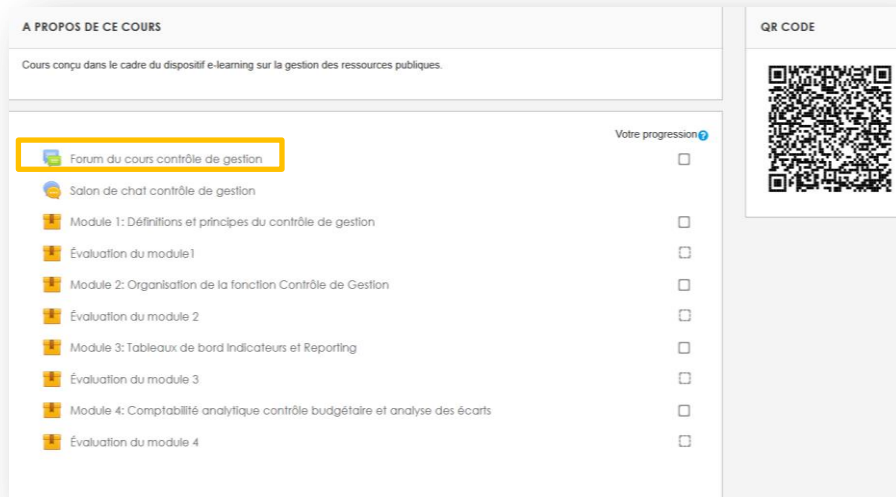 A PROPOS DE CE COURS
Cours conçu dans le cadre du dispositif e-learning sur la gestion des ressources publiques.
Votre progression
Forum du cours contrôle de gestion
Salon de chat contrôle de gestion
Module 1: Définitions et principes du contrôle de gestion
Évaluation du module1
Module 2: Organisation de la fonction Contrôle de Gestion
Évaluation du module 2
Module 3: Tableaux de bord Indicateurs et Reporting
Évaluation du module 3
Module 4: Comptabilité analytique contrôle budgétaire et analyse des écarts
Évaluation du module 4
QR CODE